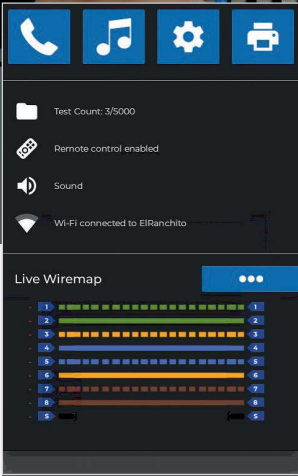 Test Count: 3/5000
Remote control enabled
Sound
Wi-Fi connected to ElRanchito
Live Wiremap
1 1
2 2
3 3
4 4
5 5
6 6
7 7
8 8
S S